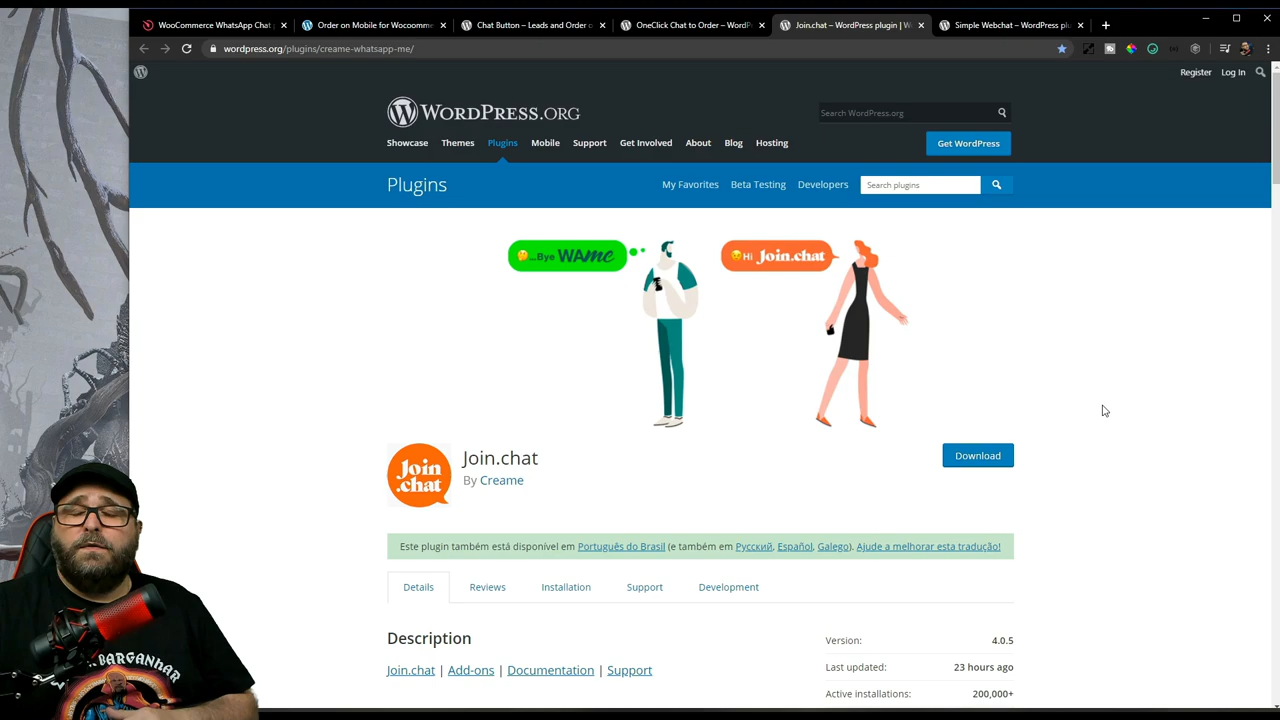 WooCommerce WhatsApp Chat
Order on Mobile for Wocoomme
Chat Button – Leads and Order o
OneClick Chat to Order – WordP
Join.chat – WordPress plugin | W
Simple Webchat – WordPress plu
wordpress.org/plugins/creame-whatsapp-me/
Register
Log In
WORDPRESS.ORG
Search WordPress.org
Showcase
Themes
Plugins
Mobile
Support
Get Involved
About
Blog
Hosting
Get WordPress
Plugins
My Favorites
Beta Testing
Developers
Search plugins
...Bye WAme
Hi Join.chat
Join
.chat
Join.chat
By Creame
Download
Este plugin também está disponível em Português do Brasil (e também em Русский, Español, Galego). Ajude a melhorar esta tradução!
Details
Reviews
Installation
Support
Development
Description
Join.chat | Add-ons | Documentation | Support
Version: 4.0.5
Last updated: 23 hours ago
Active installations: 200,000+
BARGANHAR